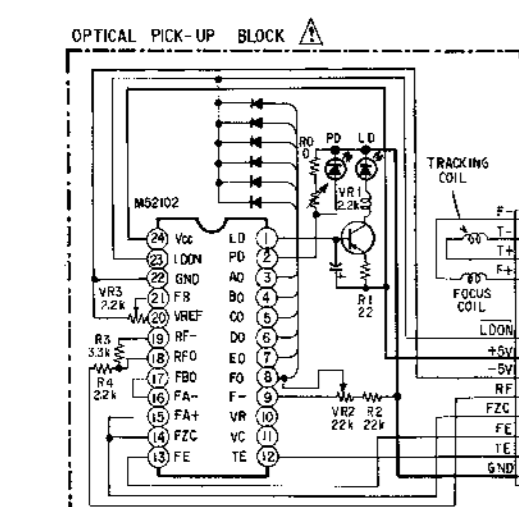 OPTICAL PICK-UP BLOCK
RO
0
PD
LD
TRACKING
COIL
VR1
2.2k
M52102
24 Vcc
23 LDON
22 GND
21 FB
20 VREF
19 RF-
18 RFO
17 FBO
16 FA-
15 FA+
14 FZC
13 FE
LD 1
PD 2
AO 3
BO 4
CO 5
DO 6
EO 7
FO 8
F- 9
VR 10
VC 11
TE 12
VR3
2.2k
R3
3.3k
R4
2.2k
R1
22
VR2
22k
R2
22k
F-
T-
T+
F+
FOCUS
COIL
LDON
+5V
-5V
RF
FZC
FE
TE
GND